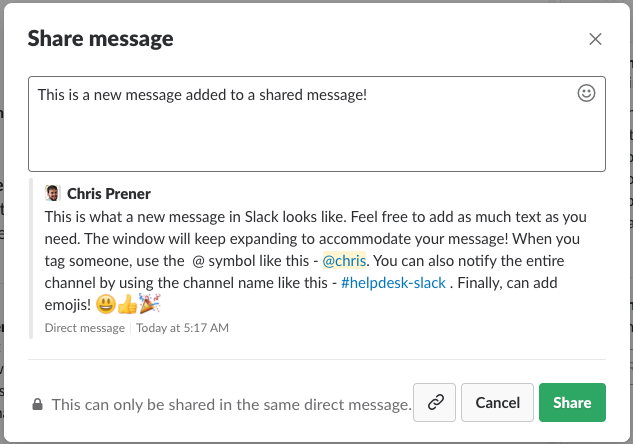 Share message
This is a new message added to a shared message!
Chris Prener
This is what a new message in Slack looks like. Feel free to add as much text as you
need. The window will keep expanding to accommodate your message! When you
tag someone, use the @ symbol like this - @chris. You can also notify the entire
channel by using the channel name like this - #helpdesk-slack . Finally, can add
emojis! 😃👍🎉
Direct message | Today at 5:17 AM
This can only be shared in the same direct message.
Cancel
Share